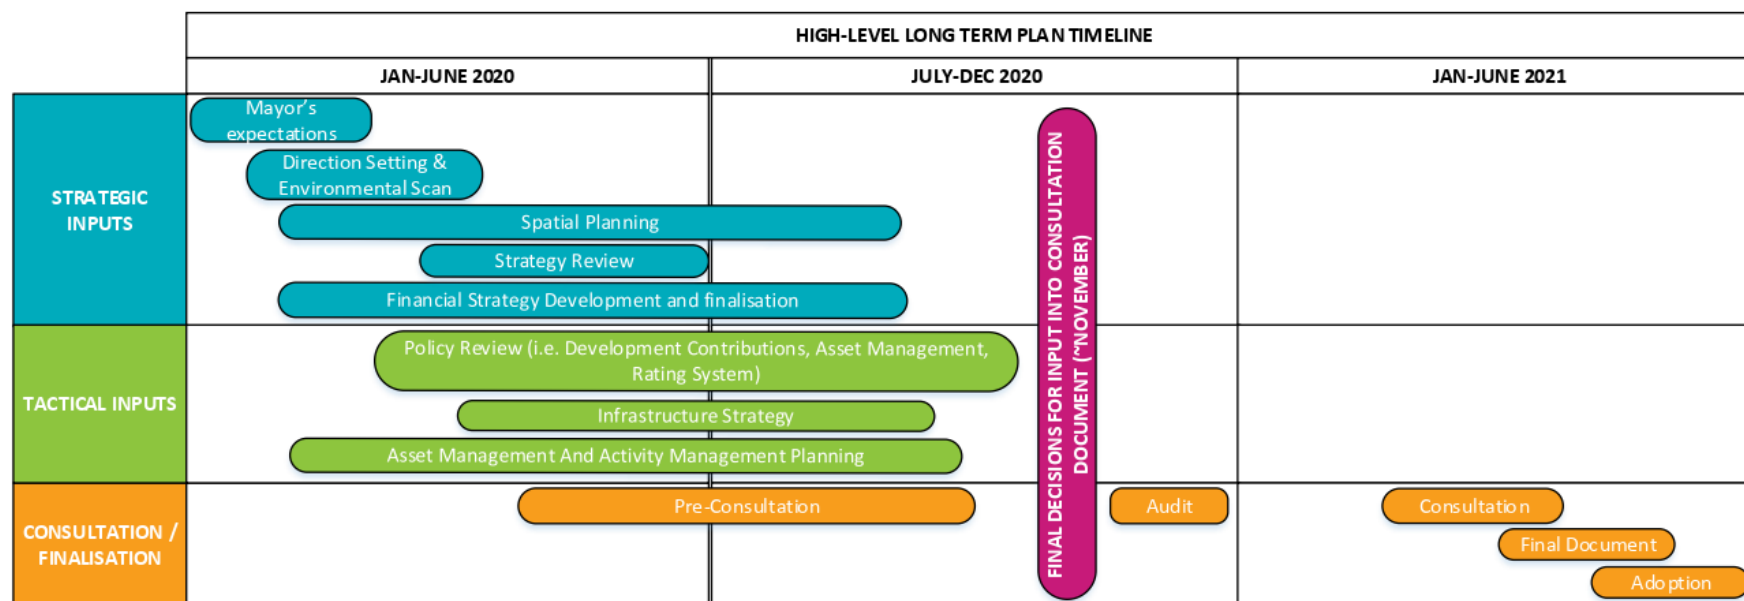 HIGH-LEVEL LONG TERM PLAN TIMELINE
JAN-JUNE 2020
JULY-DEC 2020
JAN-JUNE 2021
STRATEGIC
INPUTS
Mayor's
expectations
Direction Setting &
Environmental Scan
Spatial Planning
Strategy Review
Financial Strategy Development and finalisation
TACTICAL INPUTS
Policy Review (i.e. Development Contributions, Asset Management,
Rating System)
Infrastructure Strategy
Asset Management And Activity Management Planning
FINAL DECISIONS FOR INPUT INTO CONSULTATION
DOCUMENT (~NOVEMBER)
CONSULTATION /
FINALISATION
Pre-Consultation
Audit
Consultation
Final Document
Adoption